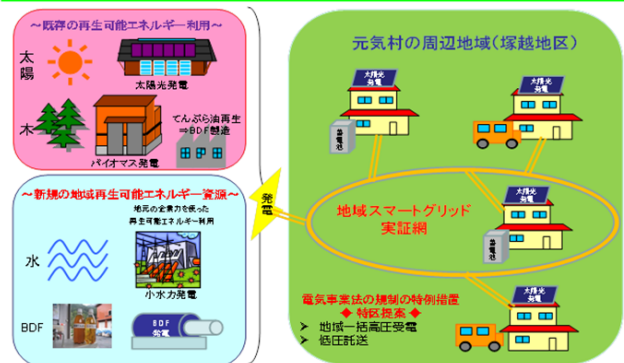 ～既存の再生可能エネルギー利用～
太陽
太陽光発電
木
バイオマス発電
てんぷら油再生
⇒BDF製造
～新規の地域再生可能エネルギー資源～
地元の企業力を使った
再生可能エネルギー利用
水
小水力発電
BDF
BDF
発電
発電
元気村の周辺地域（塚越地区）
太陽光
発電
蓄電池
太陽光
発電
太陽光
発電
蓄電池
地域スマートグリッド
実証網
太陽光
発電
電気事業法の規制の特例措置
◆ 特区提案 ◆
➢ 地域一括高圧受電
➢ 低圧託送